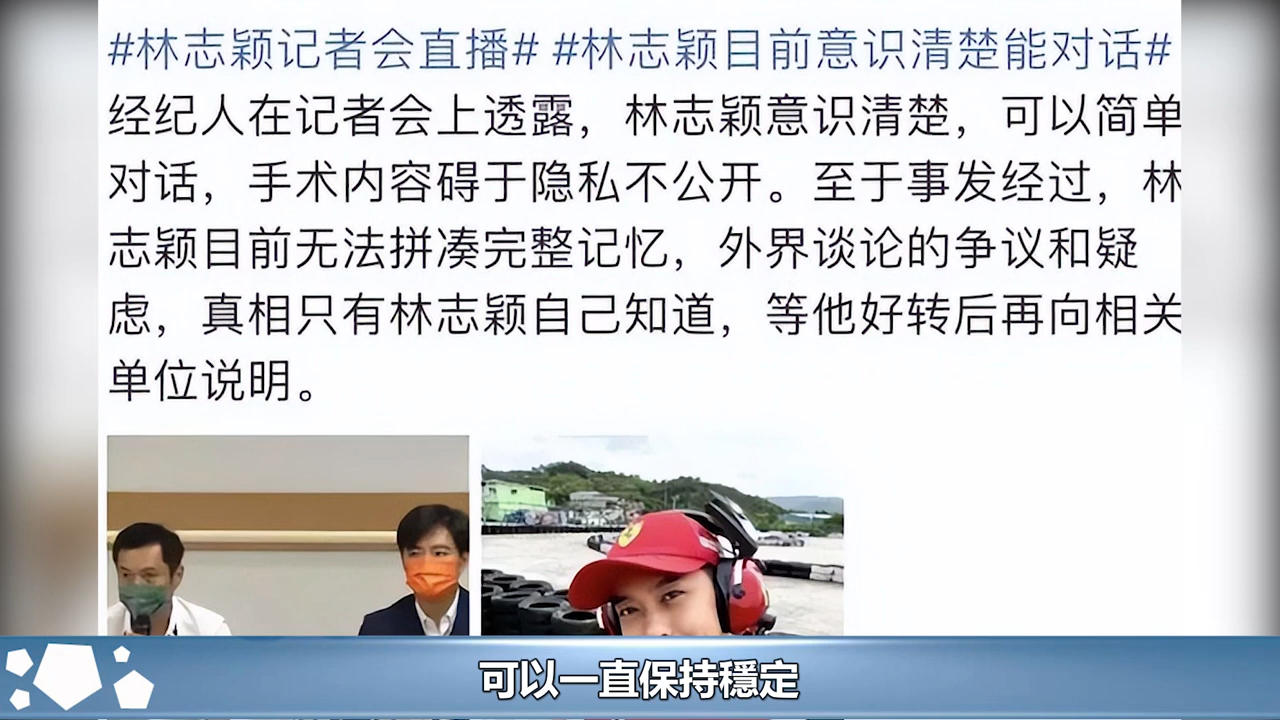 #林志颖记者会直播# #林志颖目前意识清楚能对话#
经纪人在记者会上透露，林志颖意识清楚，可以简单
对话，手术内容碍于隐私不公开。至于事发经过，林
志颖目前无法拼凑完整记忆，外界谈论的争议和疑
虑，真相只有林志颖自己知道，等他好转后再向相关
单位说明。
可以一直保持穩定